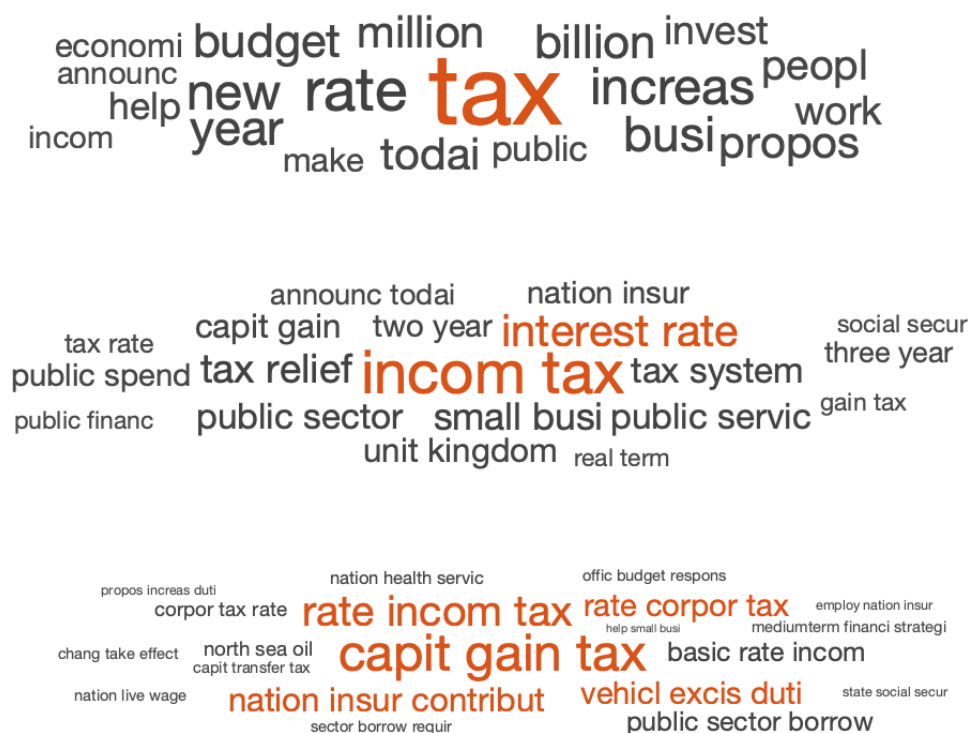 economi budget million billion invest
announc new rate tax increas peopl
help year busi propos work
incom make todai public
announc todai nation insur
capit gain two year interest rate social secur
tax rate three year
public spend tax relief incom tax tax system
public financ public sector small busi public servic gain tax
unit kingdom real term
nation health servic offic budget respons
propos increas duti
corpor tax rate rate incom tax rate corpor tax employ nation insur
help small busi mediumterm financi strategi
chang take effect north sea oil capit gain tax basic rate incom
capit transfer tax
nation live wage nation insur contribut vehicl excis duti state social secur
sector borrow requir public sector borrow